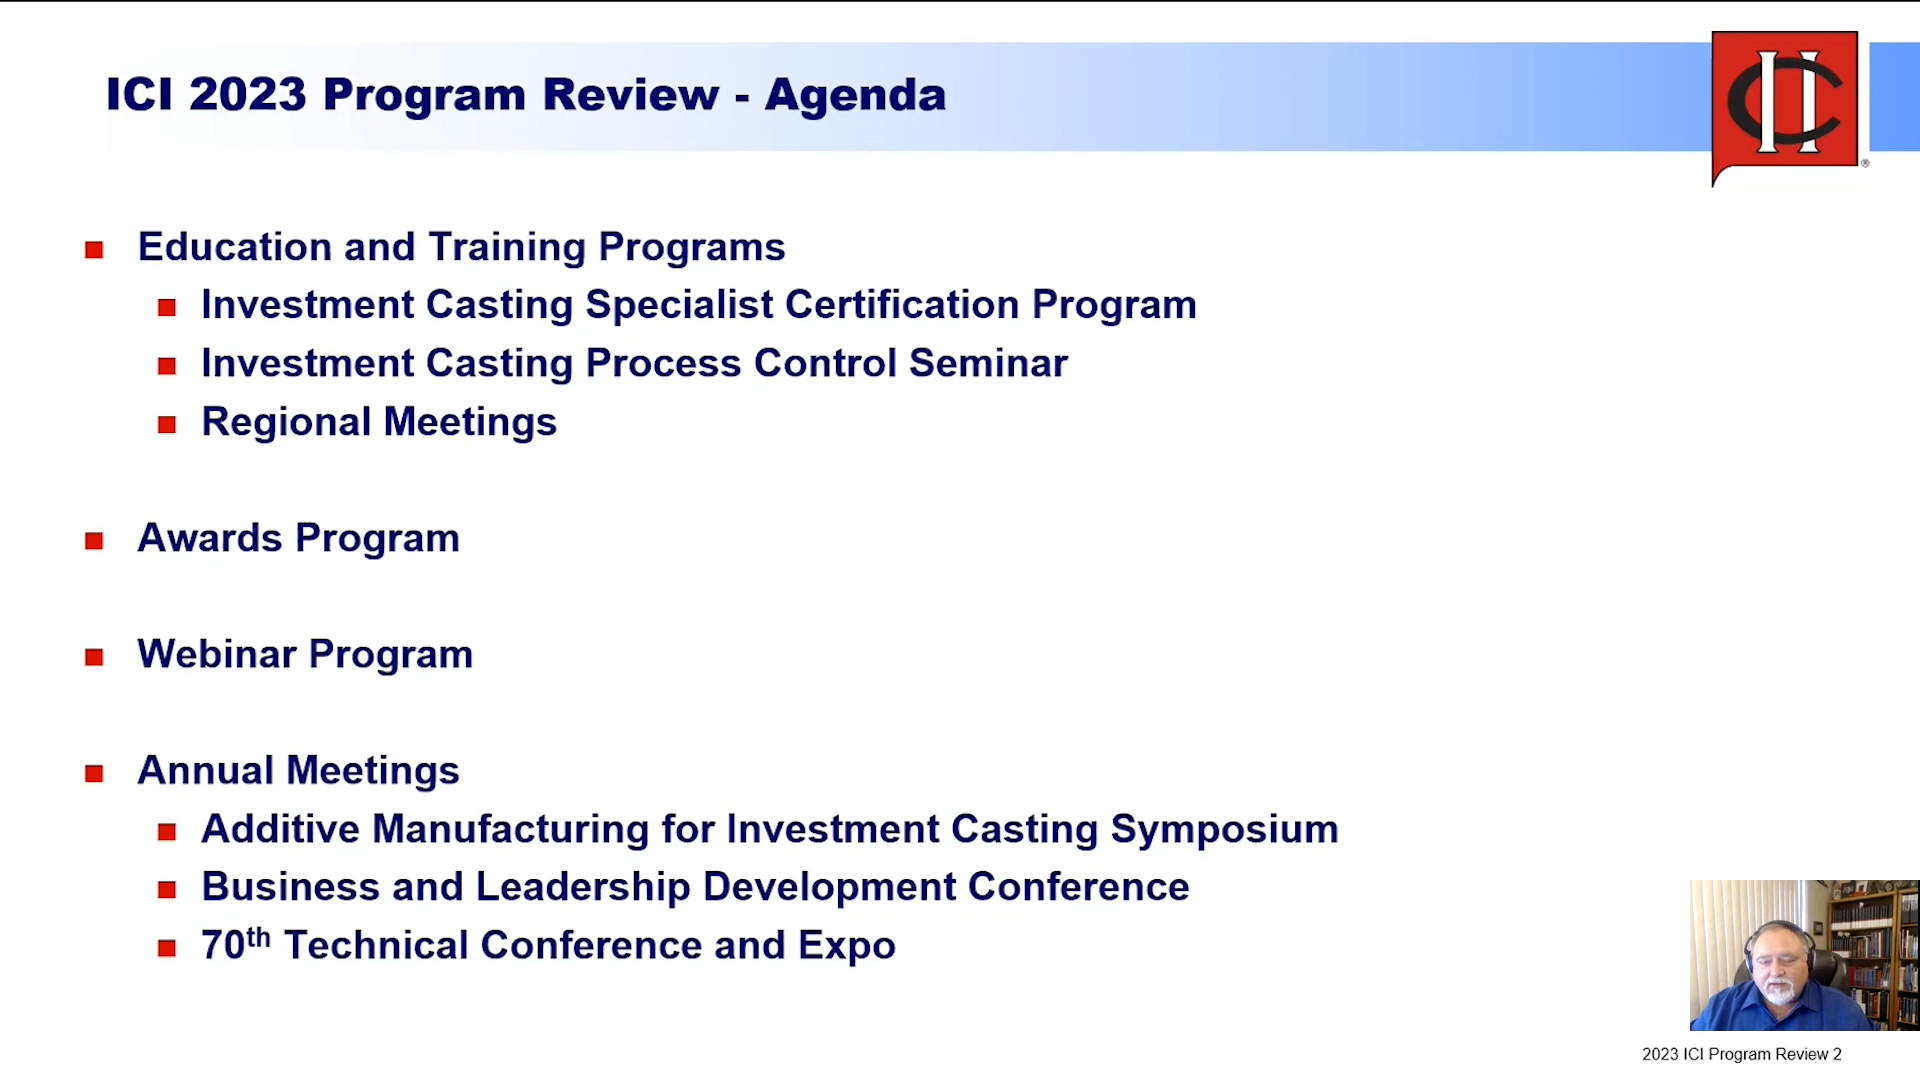 ICI 2023 Program Review - Agenda
Education and Training Programs
Investment Casting Specialist Certification Program
Investment Casting Process Control Seminar
Regional Meetings
Awards Program
Webinar Program
Annual Meetings
Additive Manufacturing for Investment Casting Symposium
Business and Leadership Development Conference
70th Technical Conference and Expo
2023 ICI Program Review 2